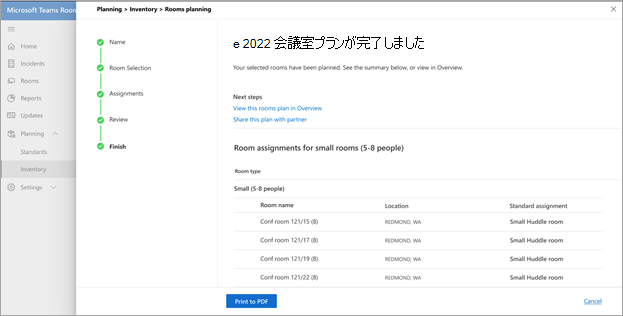 Microsoft Teams Room
Planning > Inventory > Rooms planning
Home
Incidents
Rooms
Reports
Updates
Planning
Standards
Inventory
Settings
Name
Room Selection
Assignments
Review
Finish
e 2022 会議室プランが完了しました
Your selected rooms have been planned. See the summary below, or view in Overview.
Next steps
View this rooms plan in Overview
Share this plan with partner
Room assignments for small rooms (5-8 people)
Room type
Small (5-8 people)
Room name Location Standard assignment
Conf room 121/15 (8) REDMOND, WA Small Huddle room
Conf room 121/17 (8) REDMOND, WA Small Huddle room
Conf room 121/19 (8) REDMOND, WA Small Huddle room
Conf room 121/22 (8) REDMOND, WA Small Huddle room
Print to PDF
Cancel